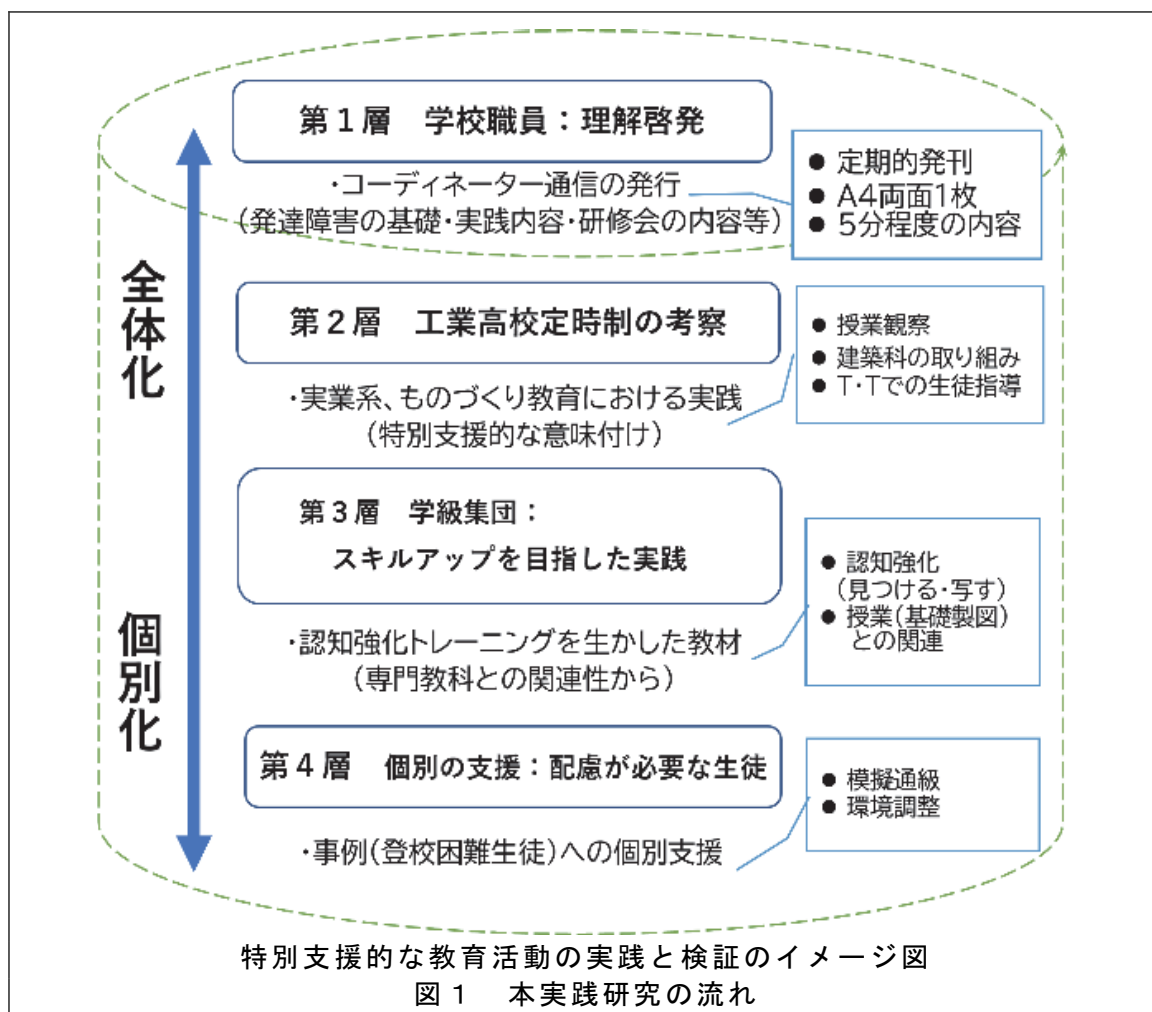 第1層　学校職員：理解啓発
・コーディネーター通信の発行
(発達障害の基礎・実践内容・研修会の内容等)
● 定期的発刊
● A4両面1枚
● 5分程度の内容
全体化
第2層　工業高校定時制の考察
・実業系、ものづくり教育における実践
(特別支援的な意味付け)
● 授業観察
● 建築科の取り組み
● T・Tでの生徒指導
第3層　学級集団：
スキルアップを目指した実践
・認知強化トレーニングを生かした教材
(専門教科との関連性から)
● 認知強化
(見つける・写す)
● 授業(基礎製図)
との関連
個別化
第4層　個別の支援：配慮が必要な生徒
・事例(登校困難生徒)への個別支援
● 模擬通級
● 環境調整
特別支援的な教育活動の実践と検証のイメージ図
図1　本実践研究の流れ